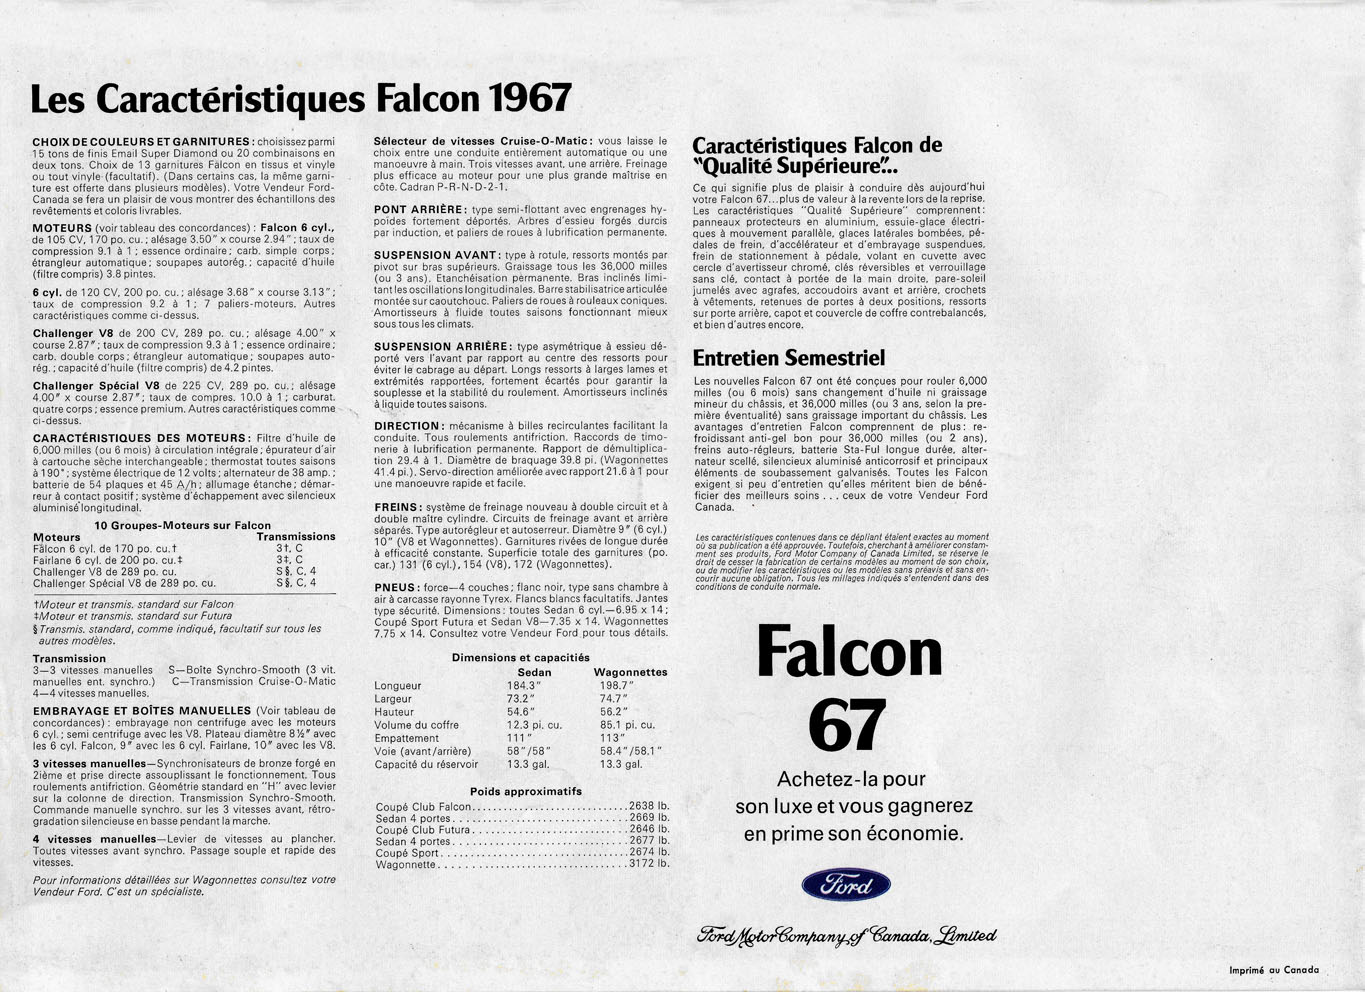 Les Caractéristiques Falcon 1967
CHOIX DE COULEURS ET GARNITURES : choisissez parmi
15 tons de finis Email Super Diamond ou 20 combinaisons en
deux tons. Choix de 13 garnitures Falcon en tissus et vinyle
ou tout vinyle (facultatif). (Dans certains cas, la même garni-
ture est offerte dans plusieurs modèles). Votre Vendeur Ford-
Canada se fera un plaisir de vous montrer des échantillons des
revêtements et coloris livrables.
MOTEURS (voir tableau des concordances) : Falcon 6 cyl.,
de 105 CV, 170 po. cu. ; alésage 3.50" x course 2.94" ; taux de
compression 9.1 à 1 ; essence ordinaire ; carb. simple corps ;
étrangleur automatique ; soupapes autorég. ; capacité d'huile
(filtre compris) 3.8 pintes.
6 cyl. de 120 CV, 200 po. cu. ; alésage 3.68" x course 3.13" ;
taux de compression 9.2 à 1 ; 7 paliers-moteurs. Autres
caractéristiques comme ci-dessus.
Challenger V8 de 200 CV, 289 po. cu. ; alésage 4.00" x
course 2.87" ; taux de compression 9.3 à 1 ; essence ordinaire ;
carb. double corps ; étrangleur automatique ; soupapes auto-
rég. ; capacité d'huile (filtre compris) de 4.2 pintes.
Challenger Spécial V8 de 225 CV, 289 po. cu. ; alésage
4.00" x course 2.87" ; taux de compres. 10.0 à 1 ; carburat.
quatre corps ; essence premium. Autres caractéristiques comme
ci-dessus.
CARACTÉRISTIQUES DES MOTEURS : Filtre d'huile de
6,000 milles (ou 6 mois) à circulation intégrale ; épurateur d'air
à cartouche sèche interchangeable ; thermostat toutes saisons
à 190° ; système électrique de 12 volts ; alternateur de 38 amp. ;
batterie de 54 plaques et 45 A/h ; allumage étanche ; démar-
reur à contact positif ; système d'échappement avec silencieux
aluminisé longitudinal.
10 Groupes-Moteurs sur Falcon
Moteurs Transmissions
Falcon 6 cyl. de 170 po. cu.† 3†, C
Fairlane 6 cyl. de 200 po. cu.‡ 3‡, C
Challenger V8 de 289 po. cu. S §, C, 4
Challenger Spécial V8 de 289 po. cu. S §, C, 4
†Moteur et transmis. standard sur Falcon
‡Moteur et transmis. standard sur Futura
§ Transmis. standard, comme indiqué, facultatif sur tous les
autres modèles.
Transmission
3—3 vitesses manuelles S—Boîte Synchro-Smooth (3 vit.
manuelles ent. synchro.) C—Transmission Cruise-O-Matic
4—4 vitesses manuelles.
EMBRAYAGE ET BOÎTES MANUELLES (Voir tableau de
concordances) : embrayage non centrifuge avec les moteurs
6 cyl. ; semi centrifuge avec les V8. Plateau diamètre 8½" avec
les 6 cyl. Falcon, 9" avec les 6 cyl. Fairlane, 10" avec les V8.
3 vitesses manuelles—Synchronisateurs de bronze forgé en
2ième et prise directe assouplissant le fonctionnement. Tous
roulements antifriction. Géométrie standard en "H" avec levier
sur la colonne de direction. Transmission Synchro-Smooth.
Commande manuelle synchro. sur les 3 vitesses avant, rétro-
gradation silencieuse en basse pendant la marche.
4 vitesses manuelles—Levier de vitesses au plancher.
Toutes vitesses avant synchro. Passage souple et rapide des
vitesses.
Pour informations détaillées sur Wagonnettes consultez votre
Vendeur Ford. C'est un spécialiste.
Sélecteur de vitesses Cruise-O-Matic : vous laisse le
choix entre une conduite entièrement automatique ou une
manoeuvre à main. Trois vitesses avant, une arrière. Freinage
plus efficace au moteur pour une plus grande maîtrise en
côte. Cadran P-R-N-D-2-1.
PONT ARRIÈRE : type semi-flottant avec engrenages hy-
poides fortement déportés. Arbres d'essieu forgés durcis
par induction, et paliers de roues à lubrification permanente.
SUSPENSION AVANT : type à rotule, ressorts montés par
pivot sur bras supérieurs. Graissage tous les 36,000 milles
(ou 3 ans). Etanchéisation pèrmanente. Bras inclinés limi-
tant les oscillations longitudinales. Barre stabilisatrice articulée
montée sur caoutchouc. Paliers de roues à rouleaux coniques.
Amortisseurs à fluide toutes saisons fonctionnant mieux
sous tous les climats.
SUSPENSION ARRIÈRE : type asymétrique à essieu dé-
porté vers l'avant par rapport au centre des ressorts pour
éviter le cabrage au départ. Longs ressorts à larges lames et
extrémités rapportées, fortement écartés pour garantir la
souplesse et la stabilité du roulement. Amortisseurs inclinés
à liquide toutes saisons.
DIRECTION : mécanisme à billes recirculantes facilitant la
conduite. Tous roulements antifriction. Raccords de timo-
nerie à lubrification permanente. Rapport de démultiplica-
tion 29.4 à 1. Diamètre de braquage 39.8 pi. (Wagonnettes
41.4 pi.). Servo-direction améliorée avec rapport 21.6 à 1 pour
une manoeuvre rapide et facile.
FREINS : système de freinage nouveau à double circuit et à
double maître cylindre. Circuits de freinage avant et arrière
séparés. Type autorégleur et autoserreur. Diamètre 9" (6 cyl.)
10" (V8 et Wagonnettes). Garnitures rivées de longue durée
à efficacité constante. Superficie totale des garnitures (po.
car.) 131 (6 cyl.), 154 (V8), 172 (Wagonnettes).
PNEUS : force—4 couches ; flanc noir, type sans chambre à
air à carcasse rayonne Tyrex. Flancs blancs facultatifs. Jantes
type sécurité. Dimensions : toutes Sedan 6 cyl.—6.95 x 14 ;
Coupé Sport Futura et Sedan V8—7.35 x 14. Wagonnettes
7.75 x 14. Consultez votre Vendeur Ford pour tous détails.
Dimensions et capacitiés
Sedan Wagonnettes
Longueur 184.3" 198.7"
Largeur 73.2" 74.7"
Hauteur 54.6" 56.2"
Volume du coffre 12.3 pi. cu. 85.1 pi. cu.
Empattement 111" 113"
Voie (avant/arrière) 58"/58" 58.4"/58.1"
Capacité du réservoir 13.3 gal. 13.3 gal.
Poids approximatifs
Coupé Club Falcon............................2638 lb.
Sedan 4 portes................................2669 lb.
Coupé Club Futura............................2646 lb.
Sedan 4 portes................................2677 lb.
Coupé Sport..................................2674 lb.
Wagonnette...................................3172 lb.
Caractéristiques Falcon de
"Qualité Supérieure"...
Ce qui signifie plus de plaisir à conduire dès aujourd'hui
votre Falcon 67...plus de valeur à la revente lors de la reprise.
Les caractéristiques "Qualité Supérieure" comprennent :
panneaux protecteurs en aluminium, essuie-glace électri-
ques à mouvement parallèle, glaces latérales bombées, pé-
dales de frein, d'accélérateur et d'embrayage suspendues,
frein de stationnement à pédale, volant en cuvette avec
cercle d'avertisseur chromé, clés réversibles et verrouillage
sans clé, contact à portée de la main droite, pare-soleil
jumelés avec agrafes, accoudoirs avant et arrière, crochets
à vêtements, retenues de portes à deux positions, ressorts
sur porte arrière, capot et couvercle de coffre contrebalancés,
et bien d'autres encore.
Entretien Semestriel
Les nouvelles Falcon 67 ont été conçues pour rouler 6,000
milles (ou 6 mois) sans changement d'huile ni graissage
mineur du châssis, et 36,000 milles (ou 3 ans, selon la pre-
mière éventualité) sans graissage important du châssis. Les
avantages d'entretien Falcon comprennent de plus : re-
froidissant anti-gel bon pour 36,000 milles (ou 2 ans),
freins auto-régleurs, batterie Sta-Ful longue durée, alter-
nateur scellé, silencieux aluminisé anticorrosif et principaux
éléments de soubassement galvanisés. Toutes les Falcon
exigent si peu d'entretien qu'elles méritent bien de béné-
ficier des meilleurs soins . . . ceux de votre Vendeur Ford
Canada.
Les caractéristiques contenues dans ce dépliant étaient exactes au moment
où sa publication a été approuvée. Toutefois, cherchant à améliorer constam-
ment ses produits, Ford Motor Company of Canada Limited, se réserve le
droit de cesser la fabrication de certains modèles au moment de son choix,
ou de modifier les caractéristiques ou les modèles sans préavis et sans en-
courir aucune obligation. Tous les millages indiqués s'entendent dans des
conditions de conduite normale.
Falcon
67
Achetez-la pour
son luxe et vous gagnerez
en prime son économie.
Ford
Ford Motor Company of Canada, Limited
Imprimé au Canada